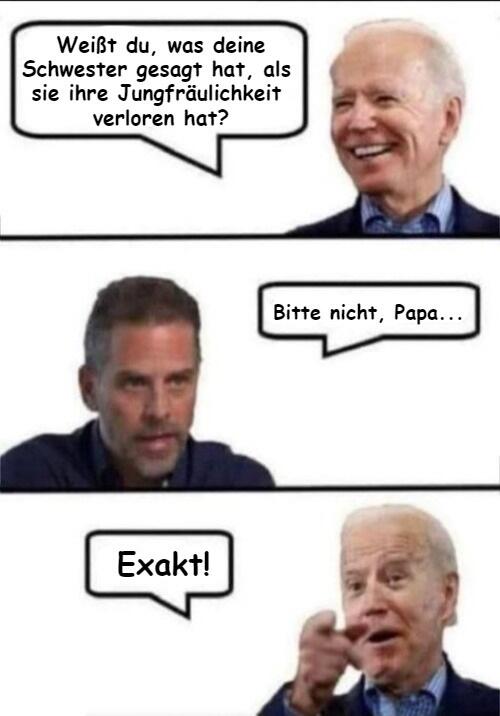 Weißt du, was deine
Schwester gesagt hat, als
sie ihre Jungfräulichkeit
verloren hat?
Bitte nicht, Papa...
Exakt!